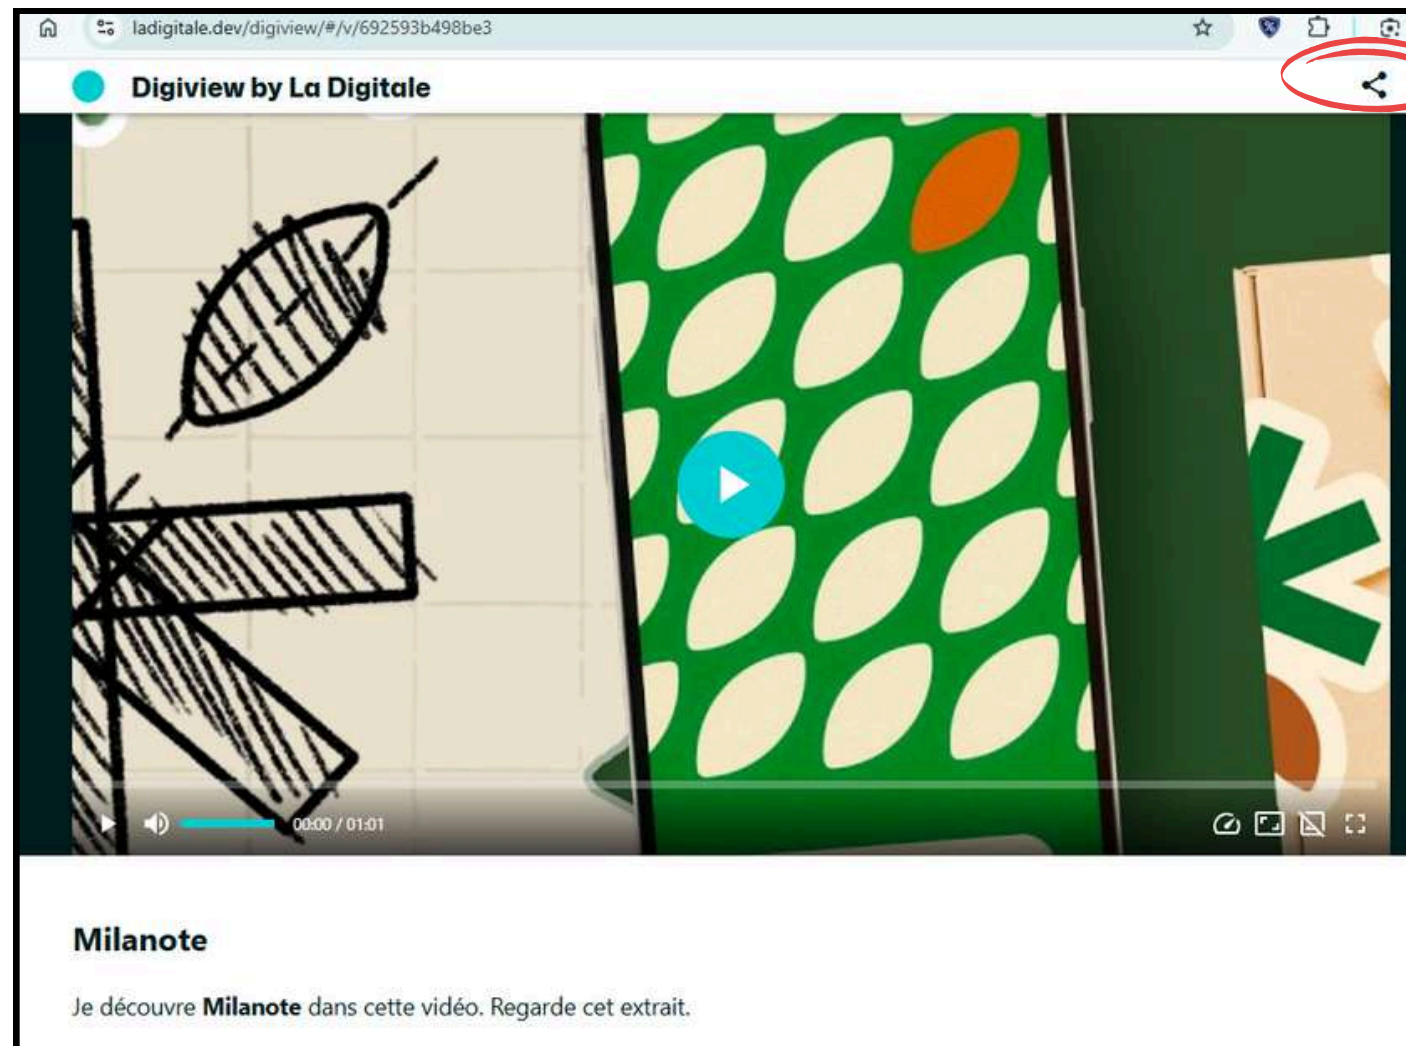 ladigitale.dev/digiview/#/v/692593b498be3
Digiview by La Digitale
00:00 / 01:01
Milanote
Je découvre Milanote dans cette vidéo. Regarde cet extrait.